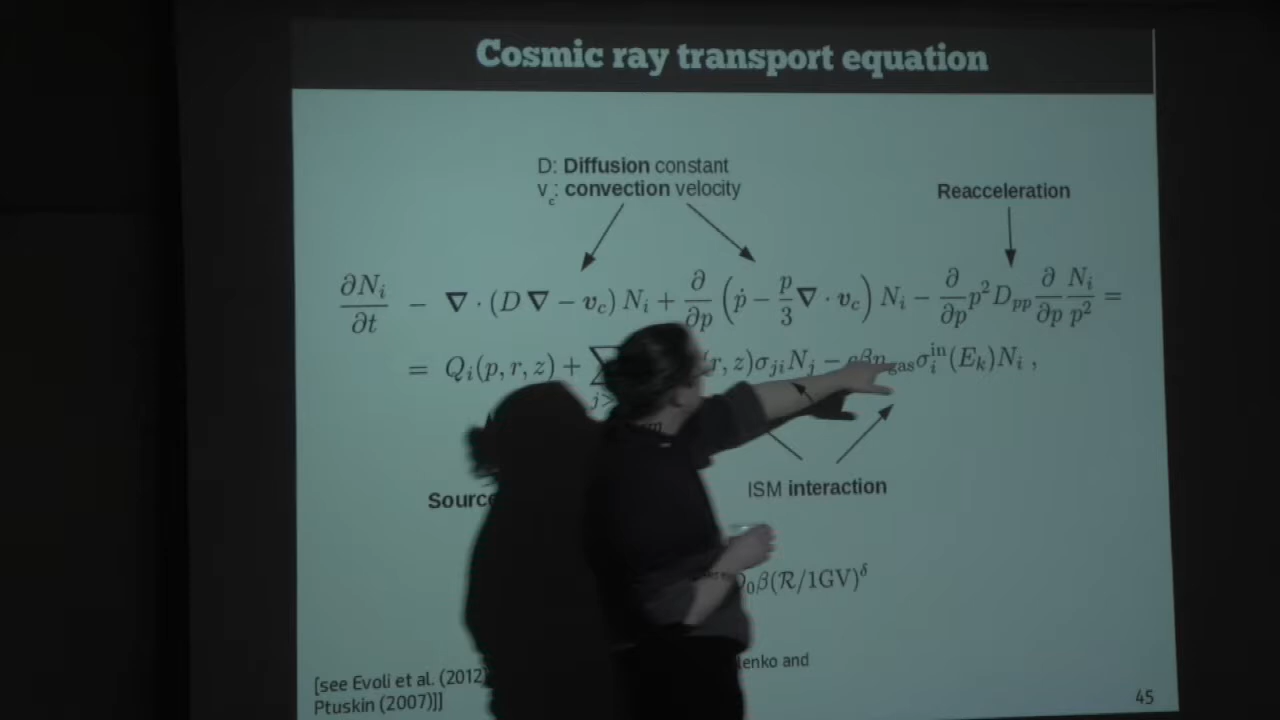 Cosmic ray transport equation
D: Diffusion constant
v_c: convection velocity
Reacceleration
∂N_i/∂t − ∇ · (D ∇ − v_c) N_i + ∂/∂p (ṗ − p/3 ∇ · v_c) N_i − ∂/∂p p² D_pp ∂/∂p N_i/p² =
= Q_i(p, r, z) + ∑ j> (r, z)σ_ji N_j − n_gas σ_i^in(E_k)N_i ,
Source
ISM interaction
D_0β(R/1GV)^δ
[see Evoli et al. (2012) and
Ptuskin (2007)]]
45